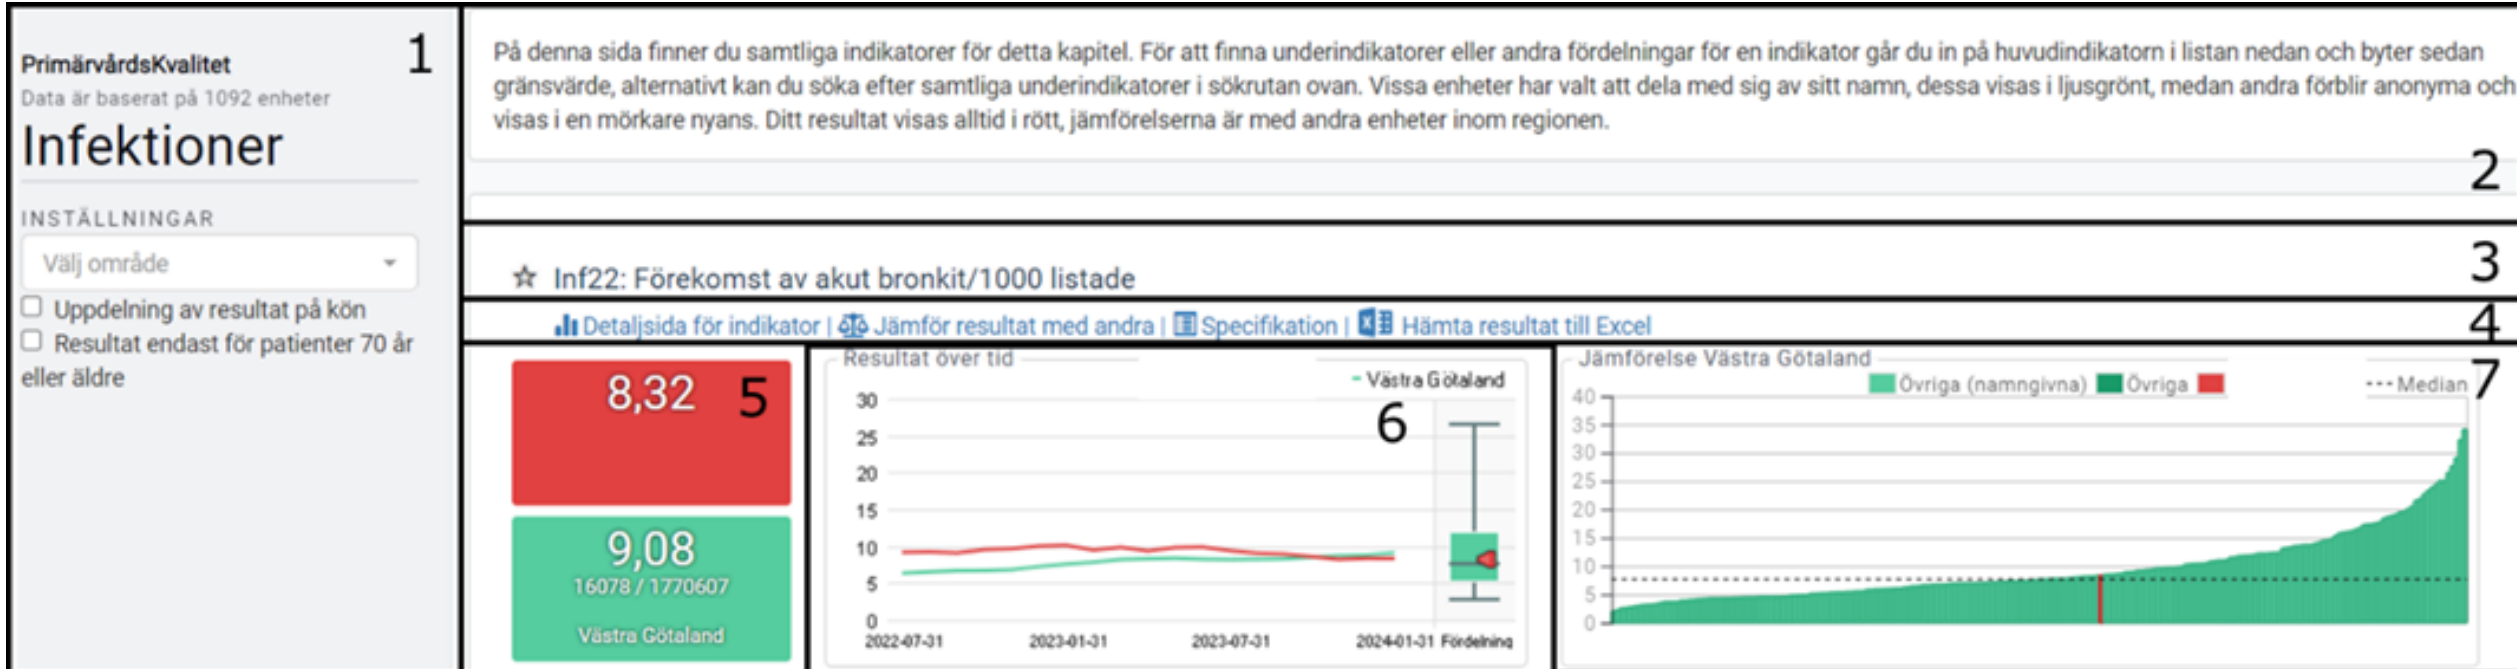 PrimärvårdsKvalitet
Data är baserat på 1092 enheter
Infektioner
1
INSTÄLLNINGAR
Välj område
Uppdelning av resultat på kön
Resultat endast för patienter 70 år
eller äldre
På denna sida finner du samtliga indikatorer för detta kapitel. För att finna underindikatorer eller andra fördelningar för en indikator går du in på huvudindikatorn i listan nedan och byter sedan
gränsvärde, alternativt kan du söka efter samtliga underindikatorer i sökrutan ovan. Vissa enheter har valt att dela med sig av sitt namn, dessa visas i ljusgrönt, medan andra förblir anonyma och
visas i en mörkare nyans. Ditt resultat visas alltid i rött, jämförelserna är med andra enheter inom regionen.
2
Inf22: Förekomst av akut bronkit/1000 listade
3
Detaljsida för indikator | Jämför resultat med andra | Specifikation | Hämta resultat till Excel
4
8,32
5
9,08
16078 / 1770607
Västra Götaland
Resultat över tid
Västra Götaland
6
30
25
20
15
10
5
0
2022-07-31 2023-01-31 2023-07-31 2024-01-31 Fördelning
Jämförelse Västra Götaland
Övriga (namngivna) Övriga Median
7
40
35
30
25
20
15
10
5
0